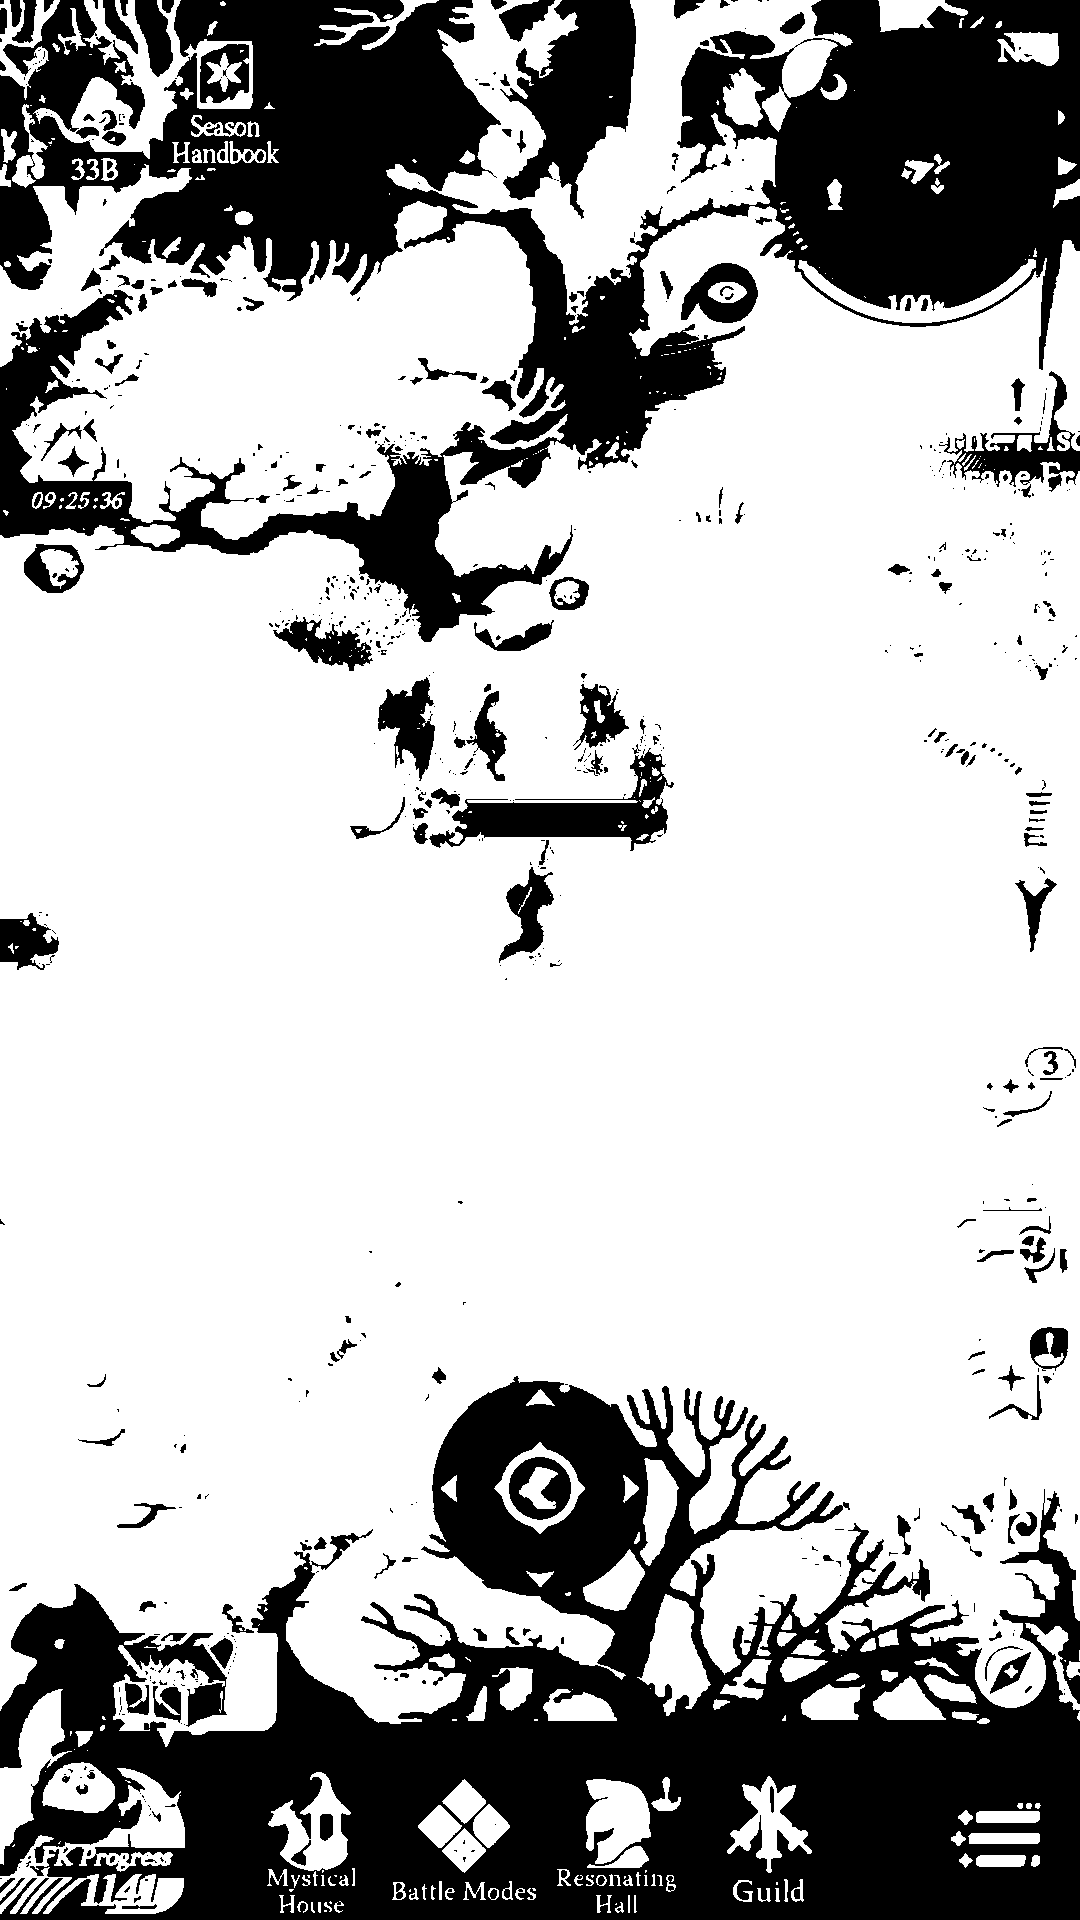 Season
Handbook
33B
09:25:36
3
AFK Progress
1141
Mystical
House
Battle Modes
Resonating
Hall
Guild